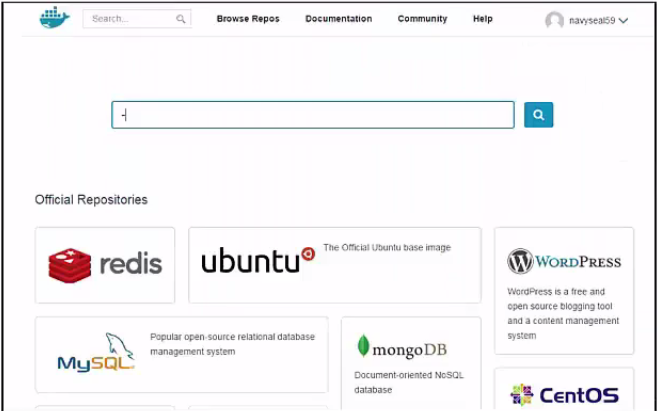 Search...
Browse Repos
Documentation
Community
Help
navyseal59
-
Official Repositories
redis
ubuntu
The Official Ubuntu base image
WORDPRESS
WordPress is a free and
open source blogging tool
and a content management
system
MySQL
Popular open-source relational database
management system
mongoDB
Document-oriented NoSQL
database
CentOS